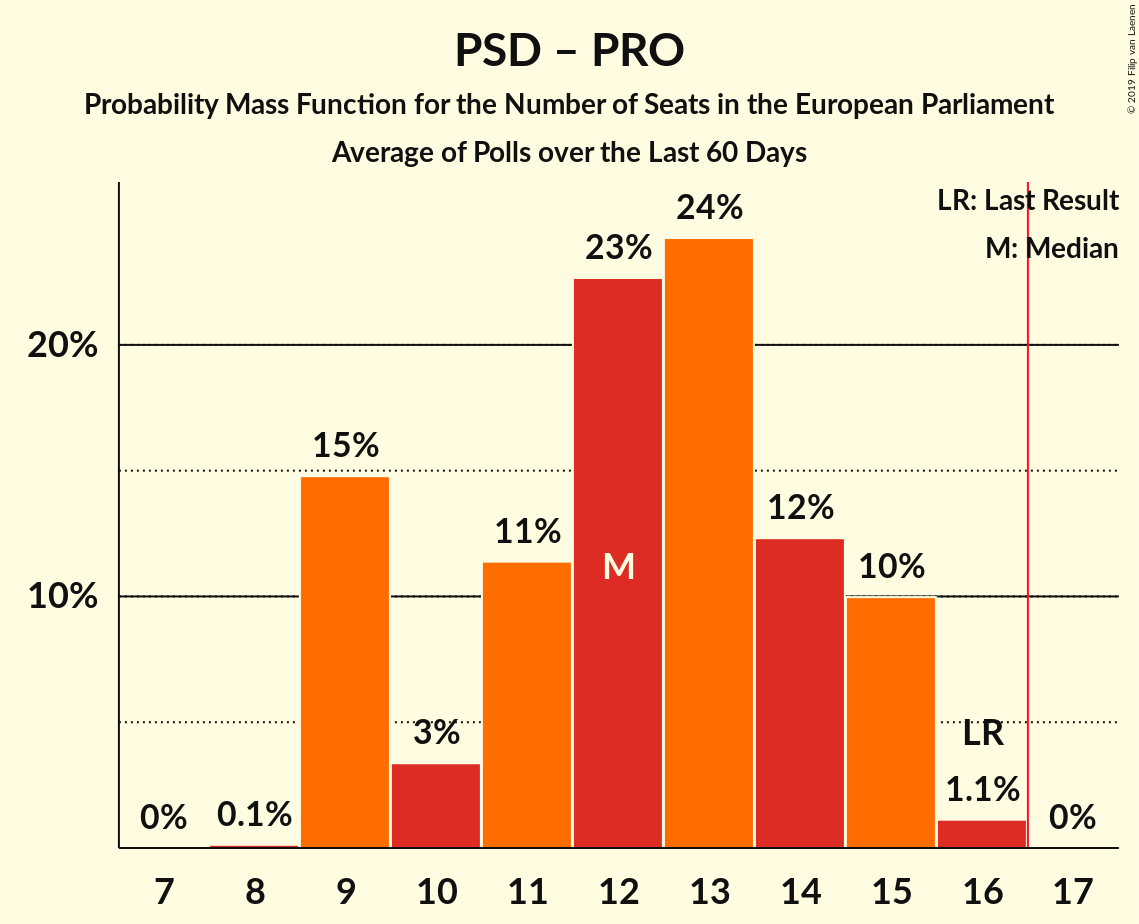 PSD – PRO
Probability Mass Function for the Number of Seats in the European Parliament
Average of Polls over the Last 60 Days
© 2019 Filip van Laenen
LR: Last Result
M: Median
24%
23%
20%
15%
12%
11%
10%
M
10%
3%
LR
1.1%
0%
0.1%
0%
7 8 9 10 11 12 13 14 15 16 17